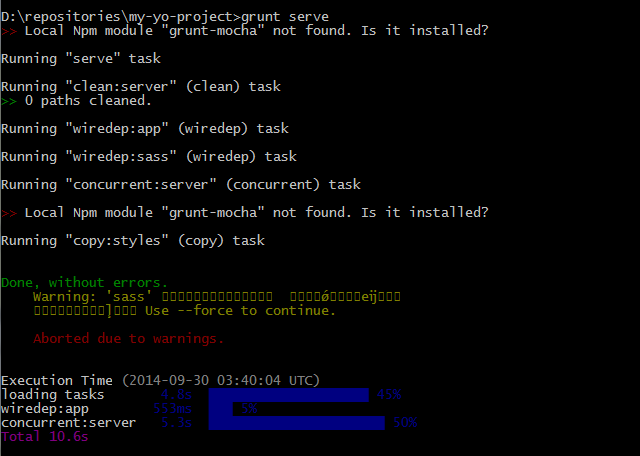 D:\repositories\my-yo-project>grunt serve
>> Local Npm module "grunt-mocha" not found. Is it installed?
Running "serve" task
Running "clean:server" (clean) task
>> 0 paths cleaned.
Running "wiredep:app" (wiredep) task
Running "wiredep:sass" (wiredep) task
Running "concurrent:server" (concurrent) task
>> Local Npm module "grunt-mocha" not found. Is it installed?
Running "copy:styles" (copy) task
Done, without errors.
Warning: 'sass'
Use --force to continue.
Aborted due to warnings.
Execution Time (2014-09-30 03:40:04 UTC)
loading tasks 4.8s 45%
wiredep:app 553ms 5%
concurrent:server 5.3s 50%
Total 10.6s